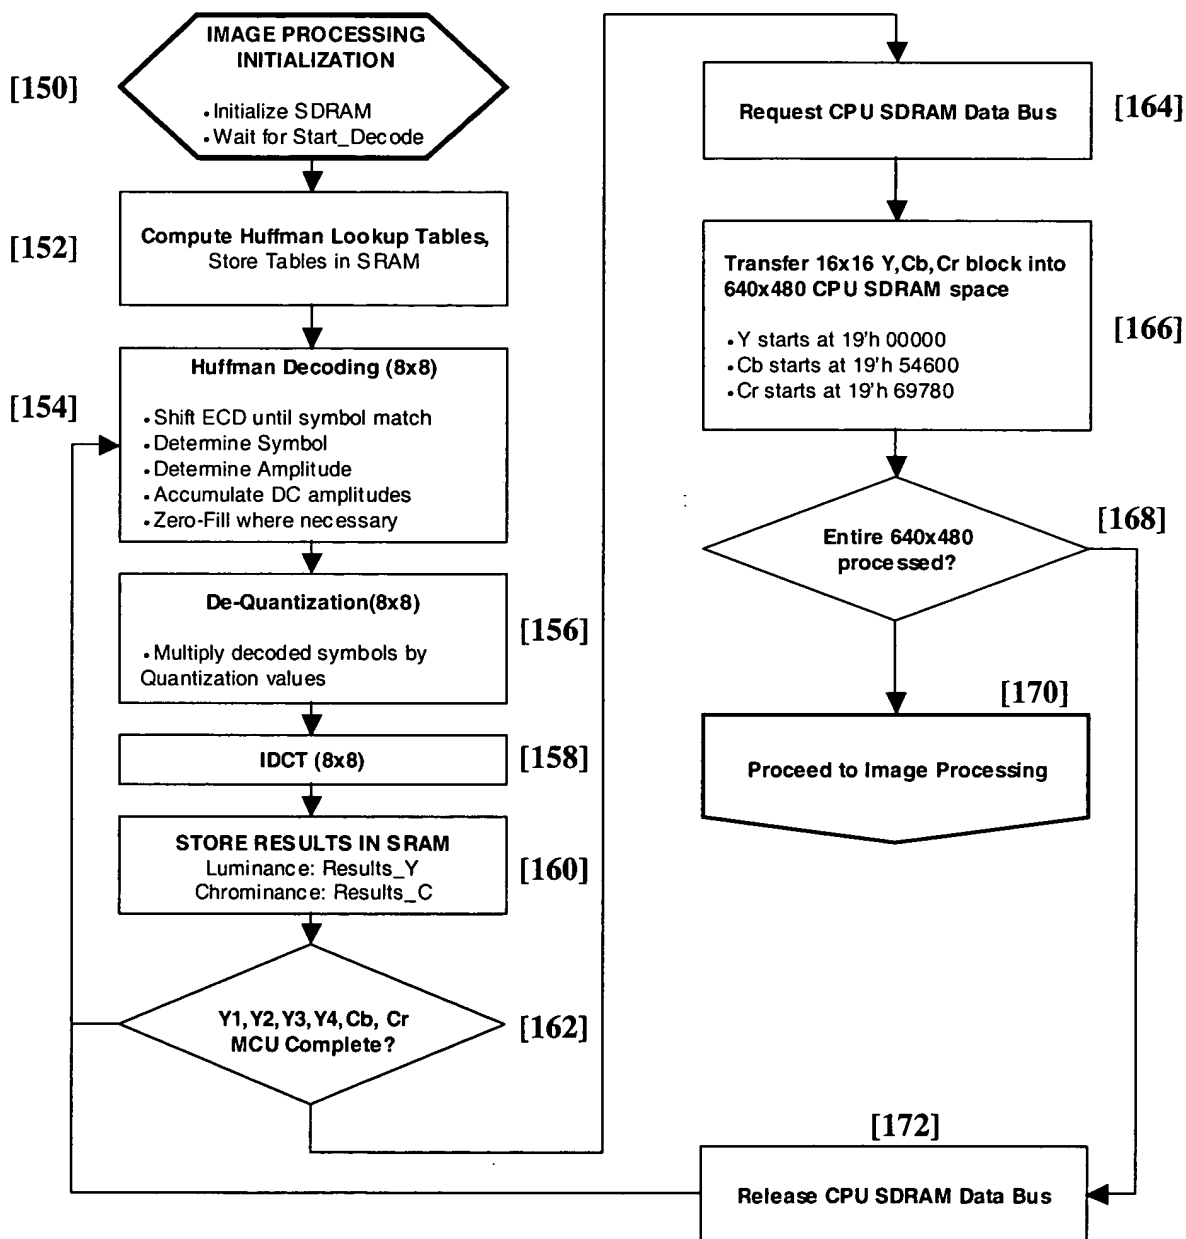 IMAGE PROCESSING
INITIALIZATION
[150]
• Initialize SDRAM
• Wait for Start_Decode
[152]
Compute Huffman Lookup Tables,
Store Tables in SRAM
Huffman Decoding (8x8)
[154]
• Shift ECD until symbol match
• Determine Symbol
• Determine Amplitude
• Accumulate DC amplitudes
• Zero-Fill where necessary
De-Quantization(8x8)
[156]
• Multiply decoded symbols by
Quantization values
IDCT (8x8)
[158]
STORE RESULTS IN SRAM
Luminance: Results_Y
Chrominance: Results_C
[160]
Y1,Y2,Y3,Y4,Cb, Cr
MCU Complete?
[162]
Request CPU SDRAM Data Bus
[164]
Transfer 16x16 Y,Cb,Cr block into
640x480 CPU SDRAM space
[166]
• Y starts at 19'h 00000
• Cb starts at 19'h 54600
• Cr starts at 19'h 69780
[168]
Entire 640x480
processed?
[170]
Proceed to Image Processing
[172]
Release CPU SDRAM Data Bus